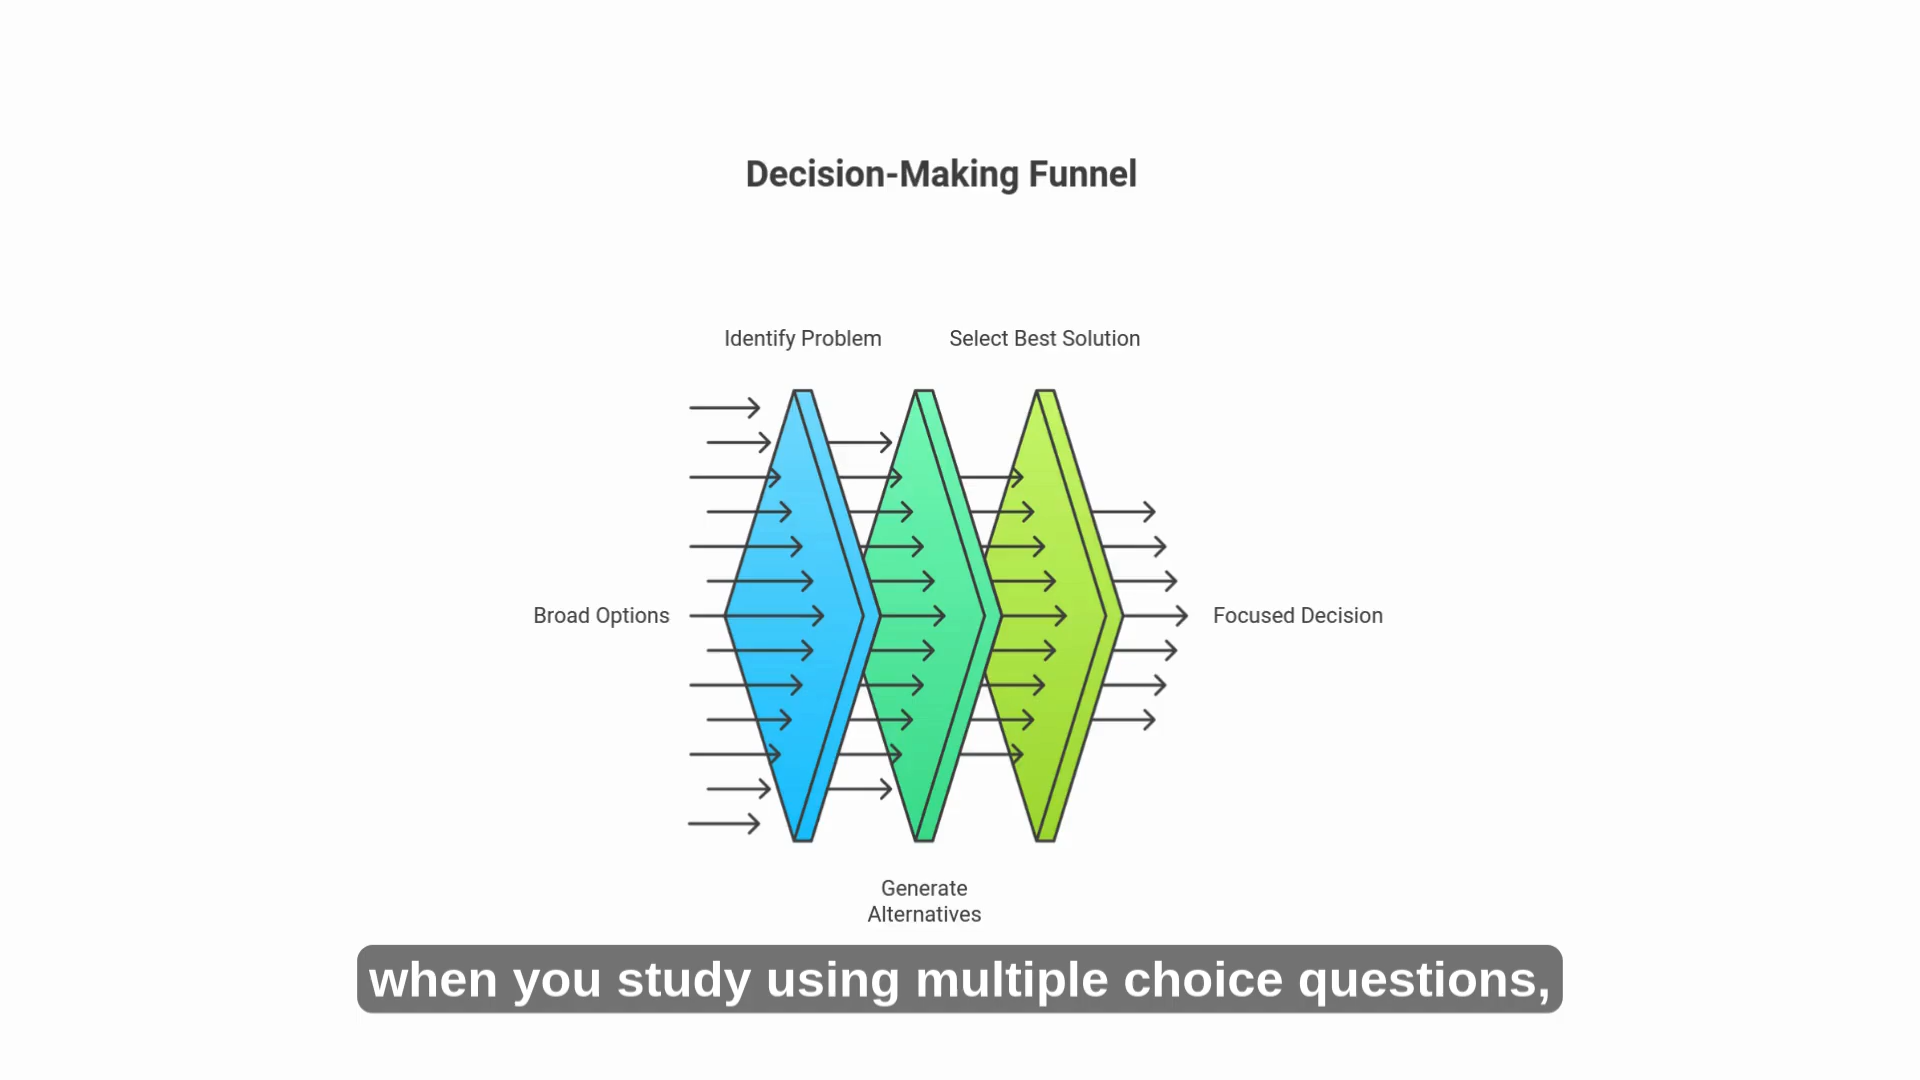 Decision-Making Funnel
Identify Problem
Select Best Solution
Broad Options
Focused Decision
Generate
Alternatives
when you study using multiple choice questions,